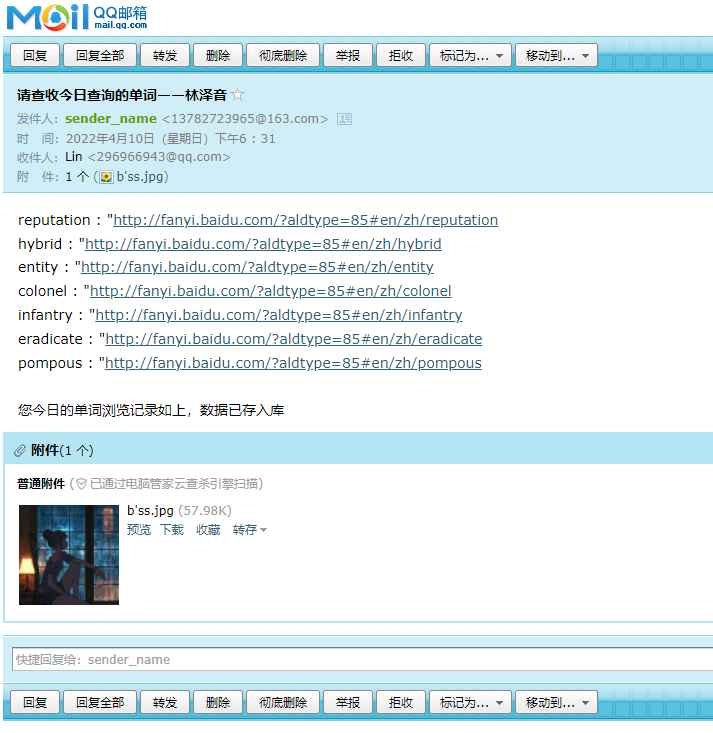 Mail QQ邮箱
mail.qq.com
回复 回复全部 转发 删除 彻底删除 举报 拒收 标记为... 移动到...
请查收今日查询的单词——林泽音
发件人：sender_name <13782723965@163.com>
时 间：2022年4月10日（星期日）下午6：31
收件人：Lin <296966943@qq.com>
附 件：1 个 (b'ss.jpg)
reputation : "http://fanyi.baidu.com/?aldtype=85#en/zh/reputation
hybrid : "http://fanyi.baidu.com/?aldtype=85#en/zh/hybrid
entity : "http://fanyi.baidu.com/?aldtype=85#en/zh/entity
colonel : "http://fanyi.baidu.com/?aldtype=85#en/zh/colonel
infantry : "http://fanyi.baidu.com/?aldtype=85#en/zh/infantry
eradicate : "http://fanyi.baidu.com/?aldtype=85#en/zh/eradicate
pompous : "http://fanyi.baidu.com/?aldtype=85#en/zh/pompous
您今日的单词浏览记录如上，数据已存入库
附件(1 个)
普通附件 (已通过电脑管家云查杀引擎扫描)
b'ss.jpg (57.98K)
预览 下载 收藏 转存
快捷回复给：sender_name
回复 回复全部 转发 删除 彻底删除 举报 拒收 标记为... 移动到...